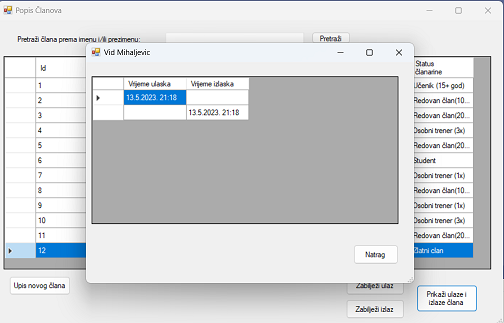 Popis Članova
Pretraži člana prema imenu i/ili prezimenu:
Pretraži
Vid Mihaljevic
Vrijeme ulaska Vrijeme izlaska
13.5.2023. 21:18
13.5.2023. 21:18
Natrag
Id
Status članarine
1 Učenik (15+ god)
2 Redovan član(10...
3 Redovan član(20...
4 Osobni trener (3x)
5 Redovan član(20...
6 Student
7 Osobni trener (1x)
8 Redovan član(10...
9 Osobni trener (1x)
10 Osobni trener (3x)
11 Redovan član(20...
12 Zlatni clan
Upis novog člana
Zabilježi ulaz
Zabilježi izlaz
Prikaži ulaze i
izlaze člana